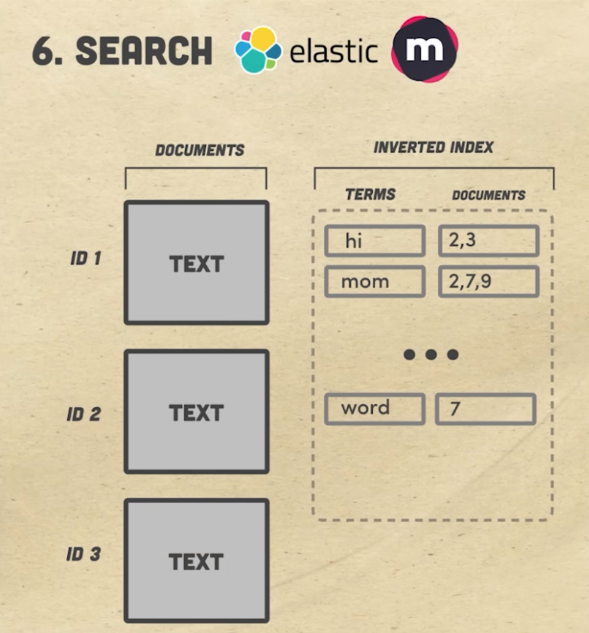 6. SEARCH elastic m
DOCUMENTS
INVERTED INDEX
TERMS DOCUMENTS
ID 1
TEXT
hi 2,3
mom 2,7,9
•••
word 7
ID 2
TEXT
ID 3
TEXT